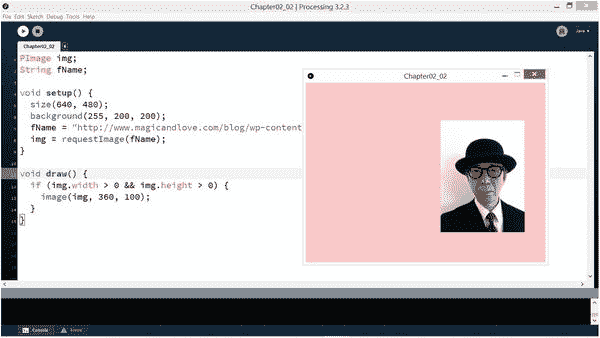 Chapter02_02 | Processing 3.2.3
File Edit Sketch Debug Tools Help
Java
Chapter02_02
PImage img;
String fName;
void setup() {
size(640, 480);
background(255, 200, 200);
fName = "http://www.magicandlove.com/blog/wp-content
img = requestImage(fName);
}
void draw() {
if (img.width > 0 && img.height > 0) {
image(img, 360, 100);
}
}
Chapter02_02
Console
Errors